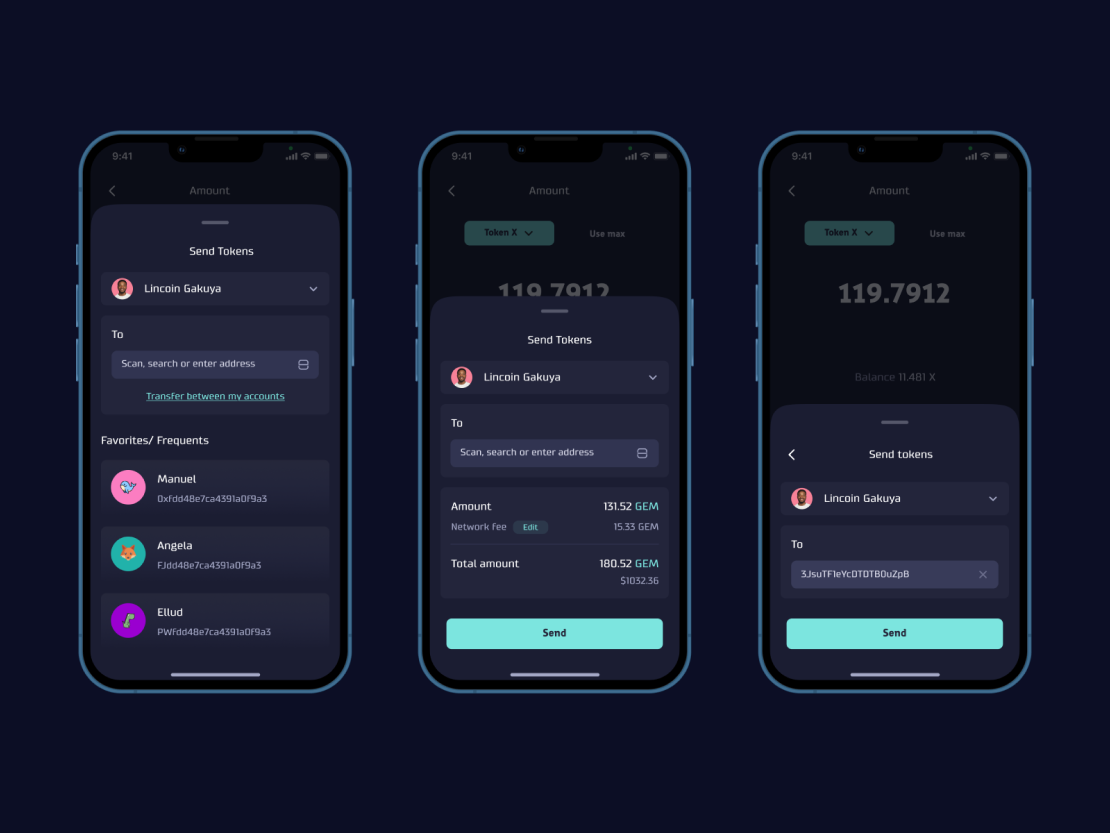 9:41
Amount
Send Tokens
Lincoin Gakuya
To
Scan, search or enter address
Transfer between my accounts
Favorites/ Frequents
Manuel
0xfdd48e7ca4391a0f9a3
Angela
FJdd48e7ca4391a0f9a3
Ellud
PWfdd48e7ca4391a0f9a3
9:41
Amount
Token X Use max
119.7912
Send Tokens
Lincoin Gakuya
To
Scan, search or enter address
Amount 131.52 GEM
Network fee Edit 15.33 GEM
Total amount 180.52 GEM
$1032.36
Send
9:41
Amount
Token X Use max
119.7912
Balance 11.481 X
Send tokens
Lincoin Gakuya
To
3JsuTF1eYcDTDTB0uZpB
Send